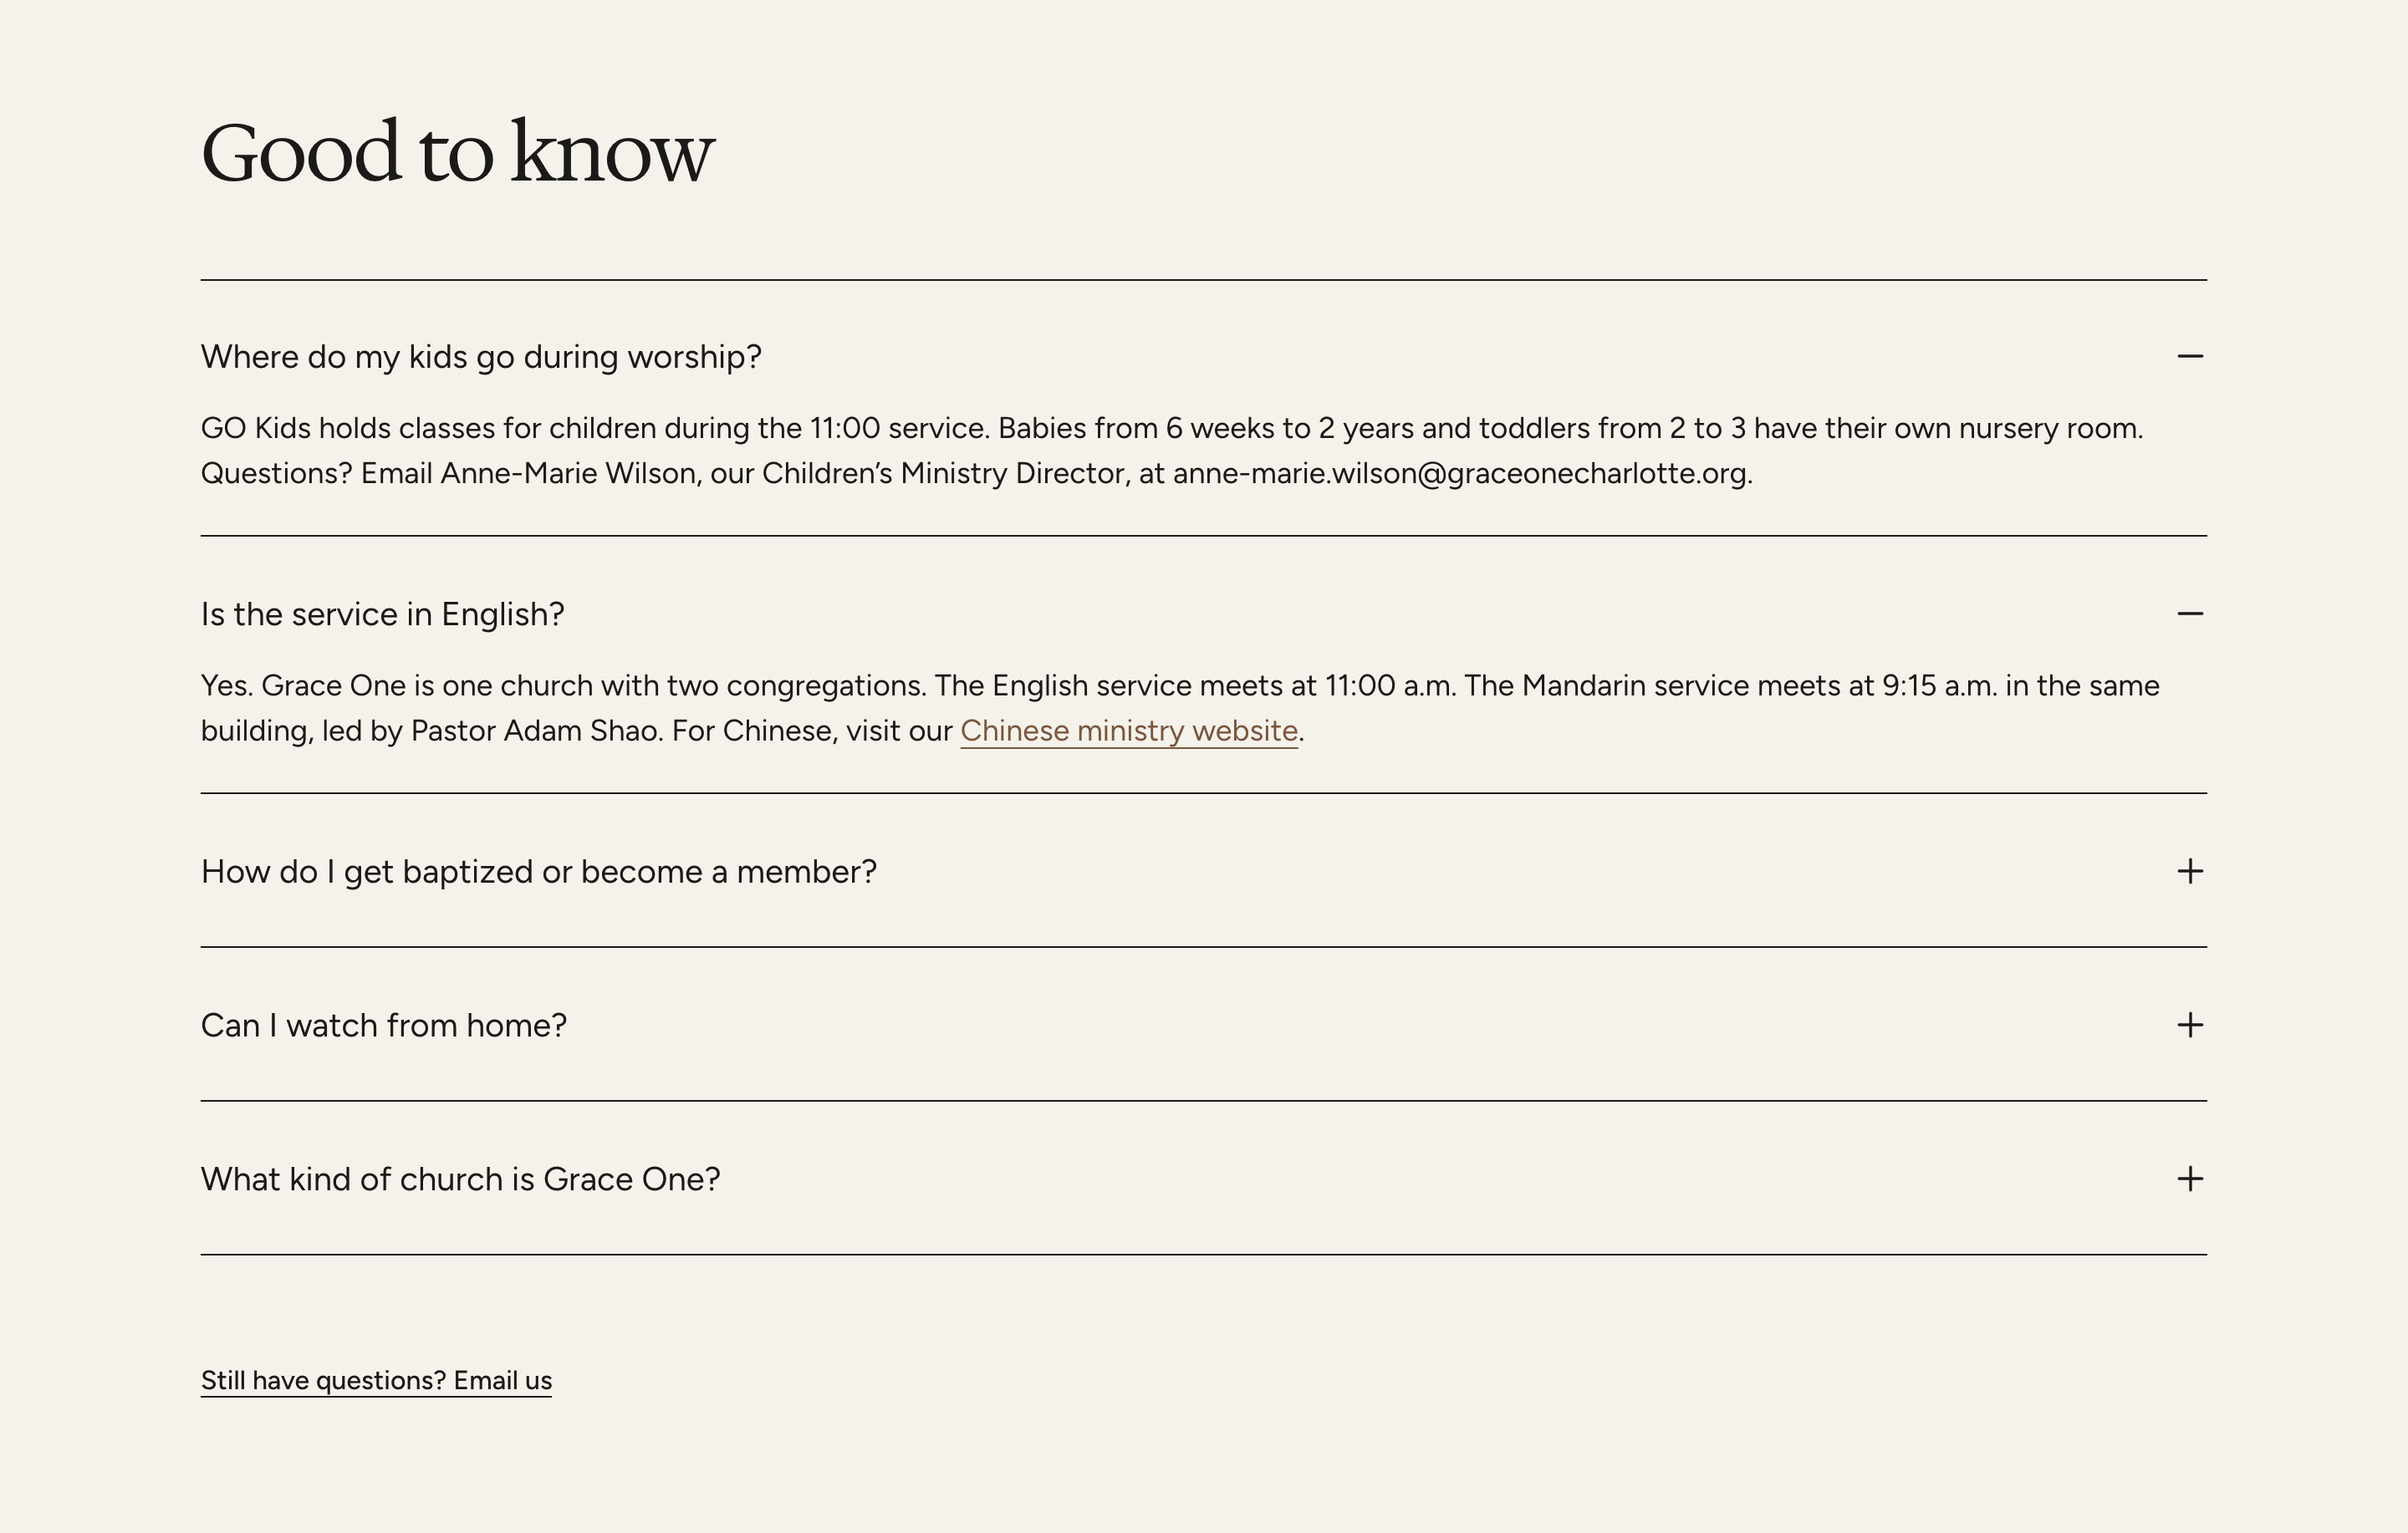 Good to know
Where do my kids go during worship?
GO Kids holds classes for children during the 11:00 service. Babies from 6 weeks to 2 years and toddlers from 2 to 3 have their own nursery room.
Questions? Email Anne-Marie Wilson, our Children’s Ministry Director, at anne-marie.wilson@graceonecharlotte.org.
Is the service in English?
Yes. Grace One is one church with two congregations. The English service meets at 11:00 a.m. The Mandarin service meets at 9:15 a.m. in the same
building, led by Pastor Adam Shao. For Chinese, visit our Chinese ministry website.
How do I get baptized or become a member?
Can I watch from home?
What kind of church is Grace One?
Still have questions? Email us